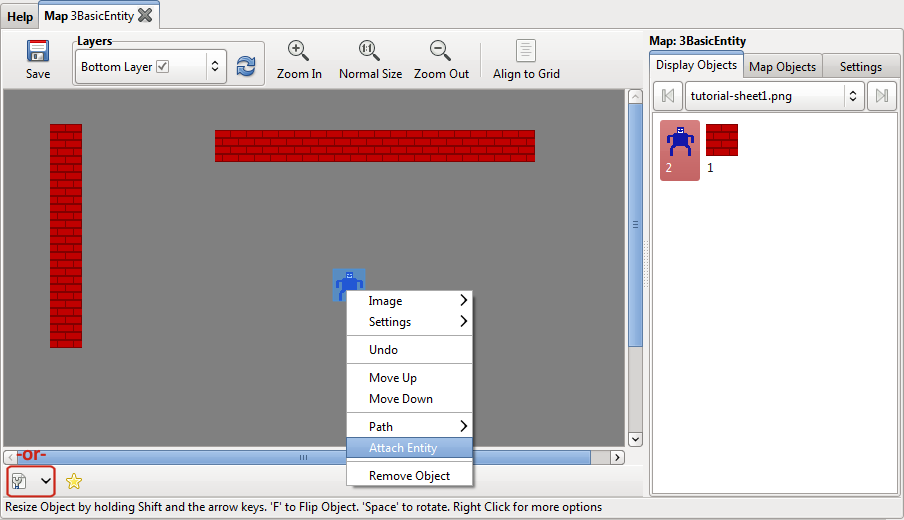 Help Map 3BasicEntity
Layers
Bottom Layer
Save
Zoom In
1:1
Normal Size
Zoom Out
Align to Grid
Map: 3BasicEntity
Display Objects Map Objects Settings
tutorial-sheet1.png
2 1
Image
Settings
Undo
Move Up
Move Down
Path
Attach Entity
Remove Object
-or-
Resize Object by holding Shift and the arrow keys. 'F' to Flip Object. 'Space' to rotate. Right Click for more options